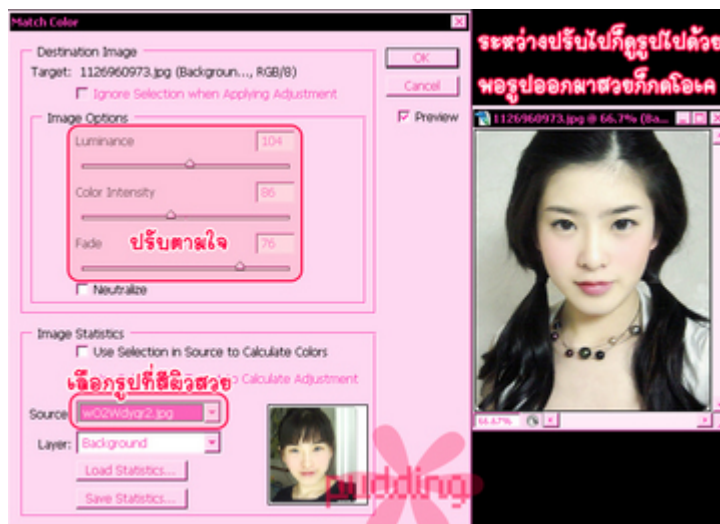 Match Color
Destination Image
Target: 1126960973.jpg (Backgroun..., RGB/8)
Ignore Selection when Applying Adjustment
Image Options
Luminance 104
Color Intensity 86
Fade ปรับตามใจ 76
Neutralize
Image Statistics
Use Selection in Source to Calculate Colors
to Calculate Adjustment
เลือกรูปที่สีผิวสวย
Source: wO2Wdyqr2.jpg
Layer: Background
Load Statistics...
Save Statistics...
OK
Cancel
Preview
ระหว่างปรับไปก็ดูรูปไปด้วย
พอรูปออกมาสวยก็กดโอเค
1126960973.jpg @ 66.7% (Ba...
66.67%
pudding